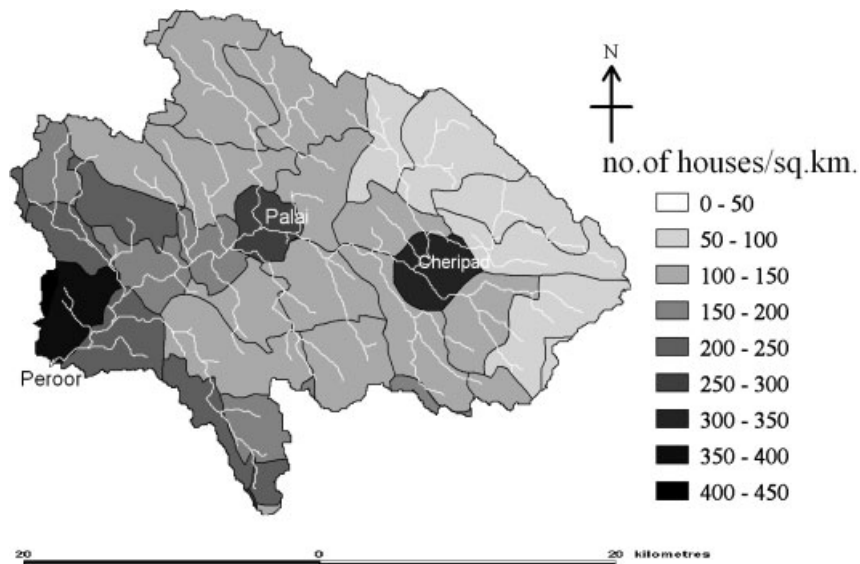 N
no.of houses/sq.km.
0 - 50
50 - 100
100 - 150
150 - 200
200 - 250
250 - 300
300 - 350
350 - 400
400 - 450
Palai
Cheripad
Peroor
20 0 20 kilometres